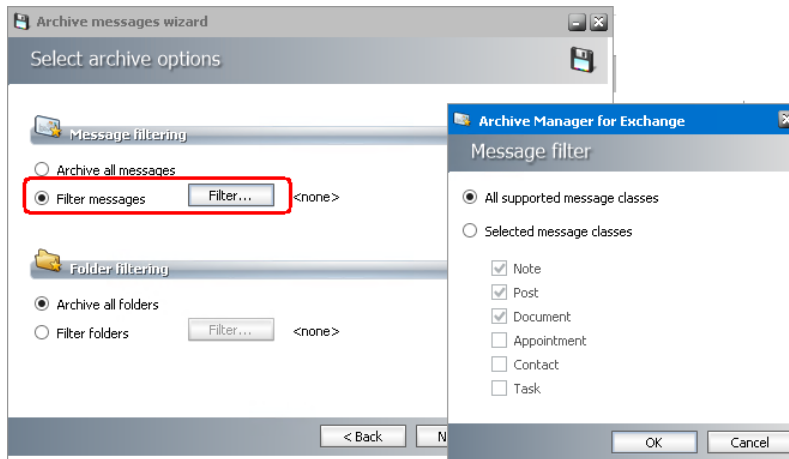 Archive messages wizard
Select archive options
Message filtering
Archive all messages
Filter messages
Filter...
<none>
Folder filtering
Archive all folders
Filter folders
Filter...
<none>
< Back
Archive Manager for Exchange
Message filter
All supported message classes
Selected message classes
Note
Post
Document
Appointment
Contact
Task
OK
Cancel